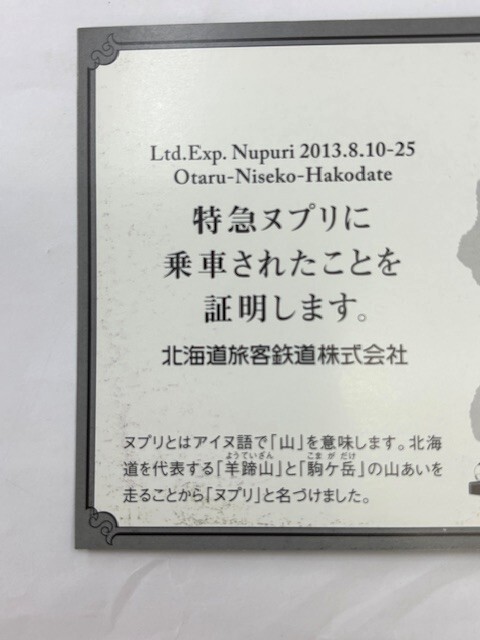 Ltd.Exp. Nupuri 2013.8.10-25
Otaru-Niseko-Hakodate
特急ヌプリに
乗車されたことを
証明します。
北海道旅客鉄道株式会社
ヌプリとはアイヌ語で「山」を意味します。北海
ようていざん こまがだけ
道を代表する「羊蹄山」と「駒ケ岳」の山あいを
走ることから「ヌプリ」と名づけました。